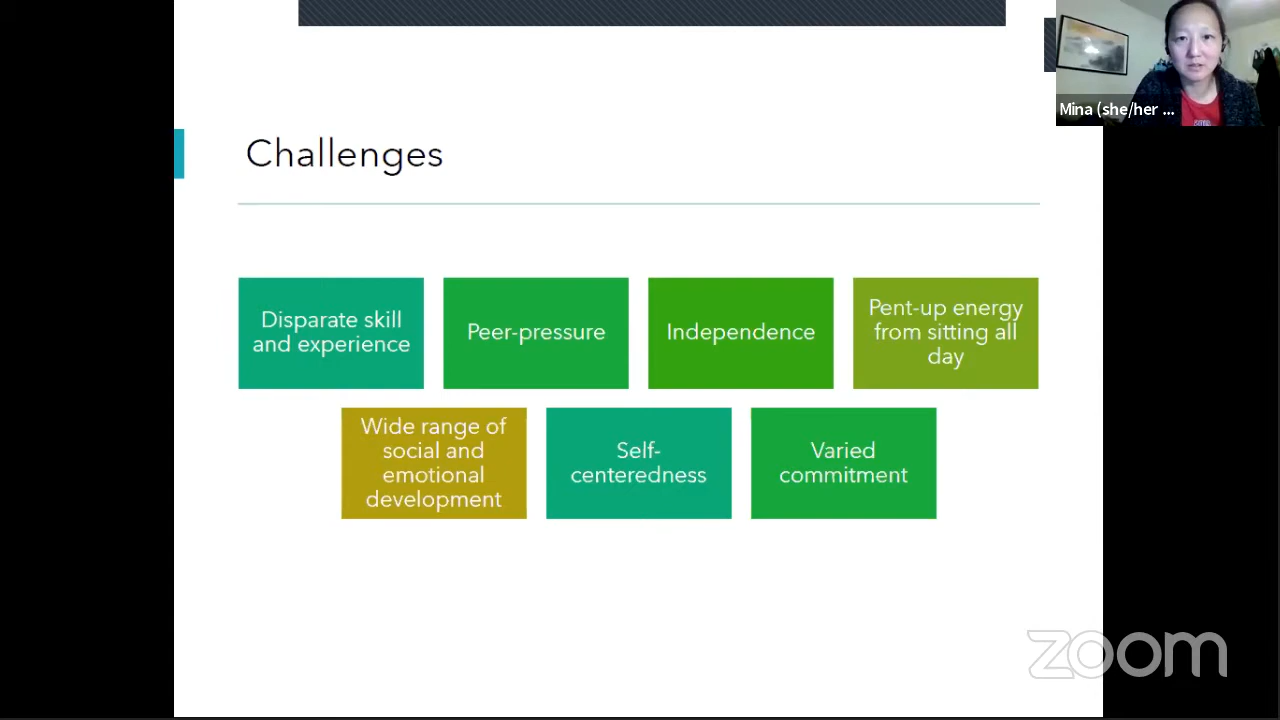 Mina (she/her ...
Challenges
Disparate skill
and experience
Peer-pressure
Independence
Pent-up energy
from sitting all
day
Wide range of
social and
emotional
development
Self-
centeredness
Varied
commitment
zoom